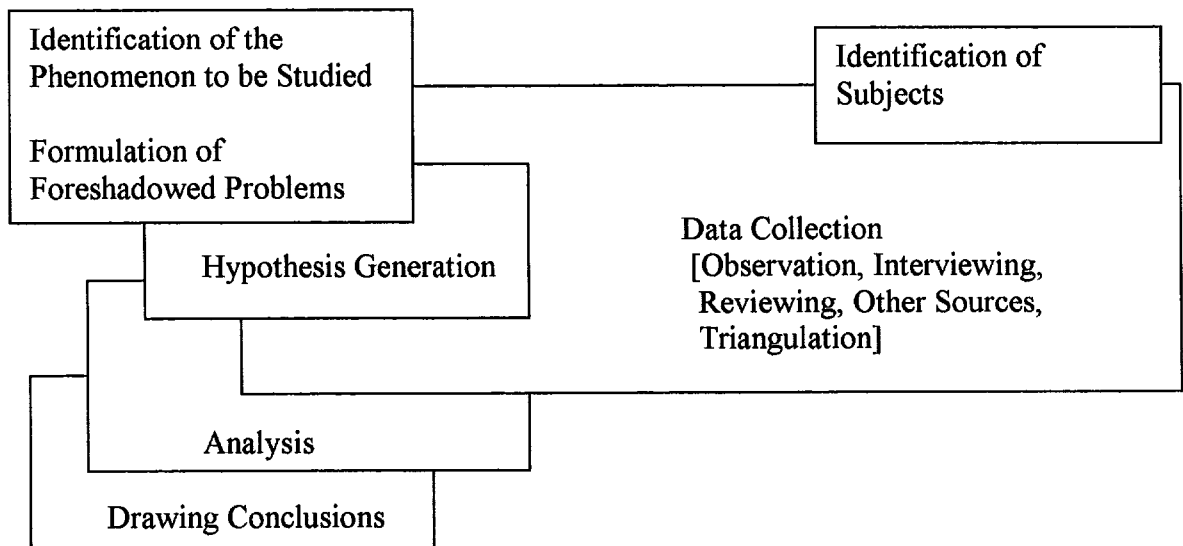 Identification of the
Phenomenon to be Studied
Formulation of
Foreshadowed Problems
Identification of
Subjects
Hypothesis Generation
Data Collection
[Observation, Interviewing,
Reviewing, Other Sources,
Triangulation]
Analysis
Drawing Conclusions